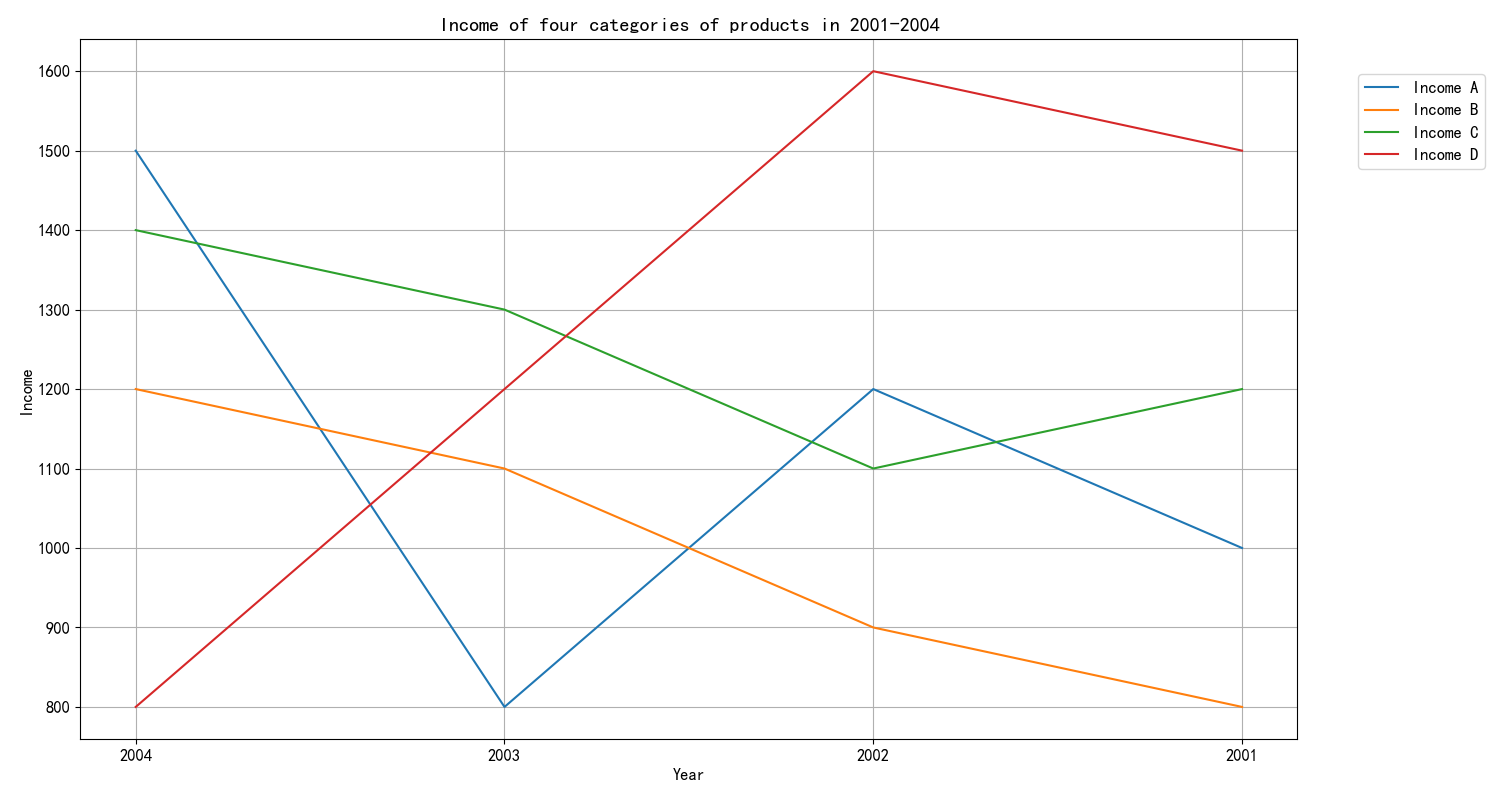 Income of four categories of products in 2001-2004
1600
1500
1400
1300
1200
1100
1000
900
800
Income
2004 2003 2002 2001
Year
Income A
Income B
Income C
Income D